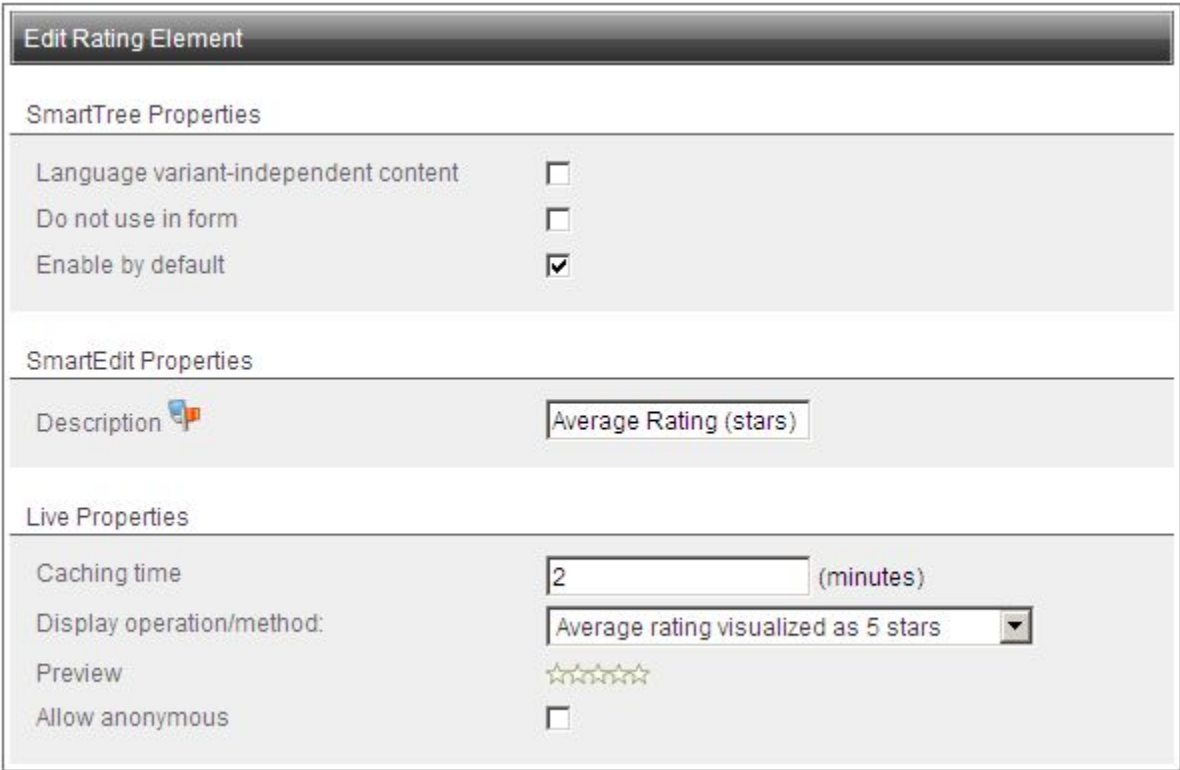 Edit Rating Element
SmartTree Properties
Language variant-independent content
Do not use in form
Enable by default
SmartEdit Properties
Description Average Rating (stars)
Live Properties
Caching time 2 (minutes)
Display operation/method: Average rating visualized as 5 stars
Preview
Allow anonymous